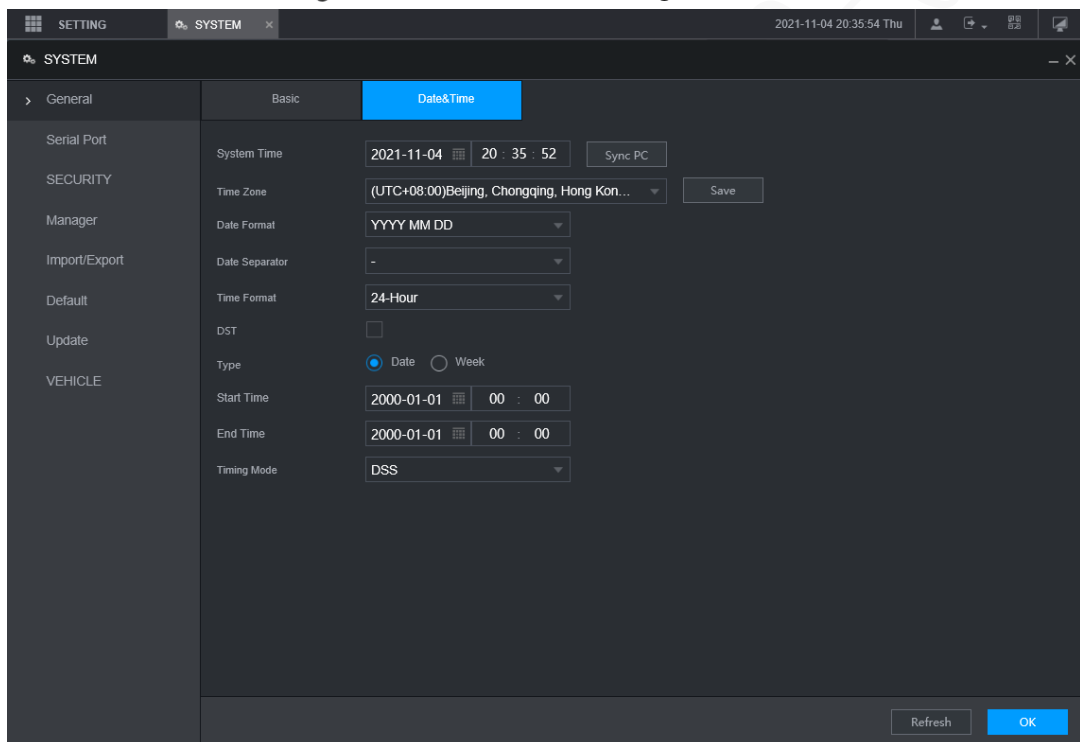 SETTING SYSTEM × 2021-11-04 20:35:54 Thu
SYSTEM
General Basic Date&Time
Serial Port
SECURITY
Manager
Import/Export
Default
Update
VEHICLE
System Time 2021-11-04 20 : 35 : 52 Sync PC
Time Zone (UTC+08:00)Beijing, Chongqing, Hong Kon... Save
Date Format YYYY MM DD
Date Separator -
Time Format 24-Hour
DST
Type Date Week
Start Time 2000-01-01 00 : 00
End Time 2000-01-01 00 : 00
Timing Mode DSS
Refresh OK